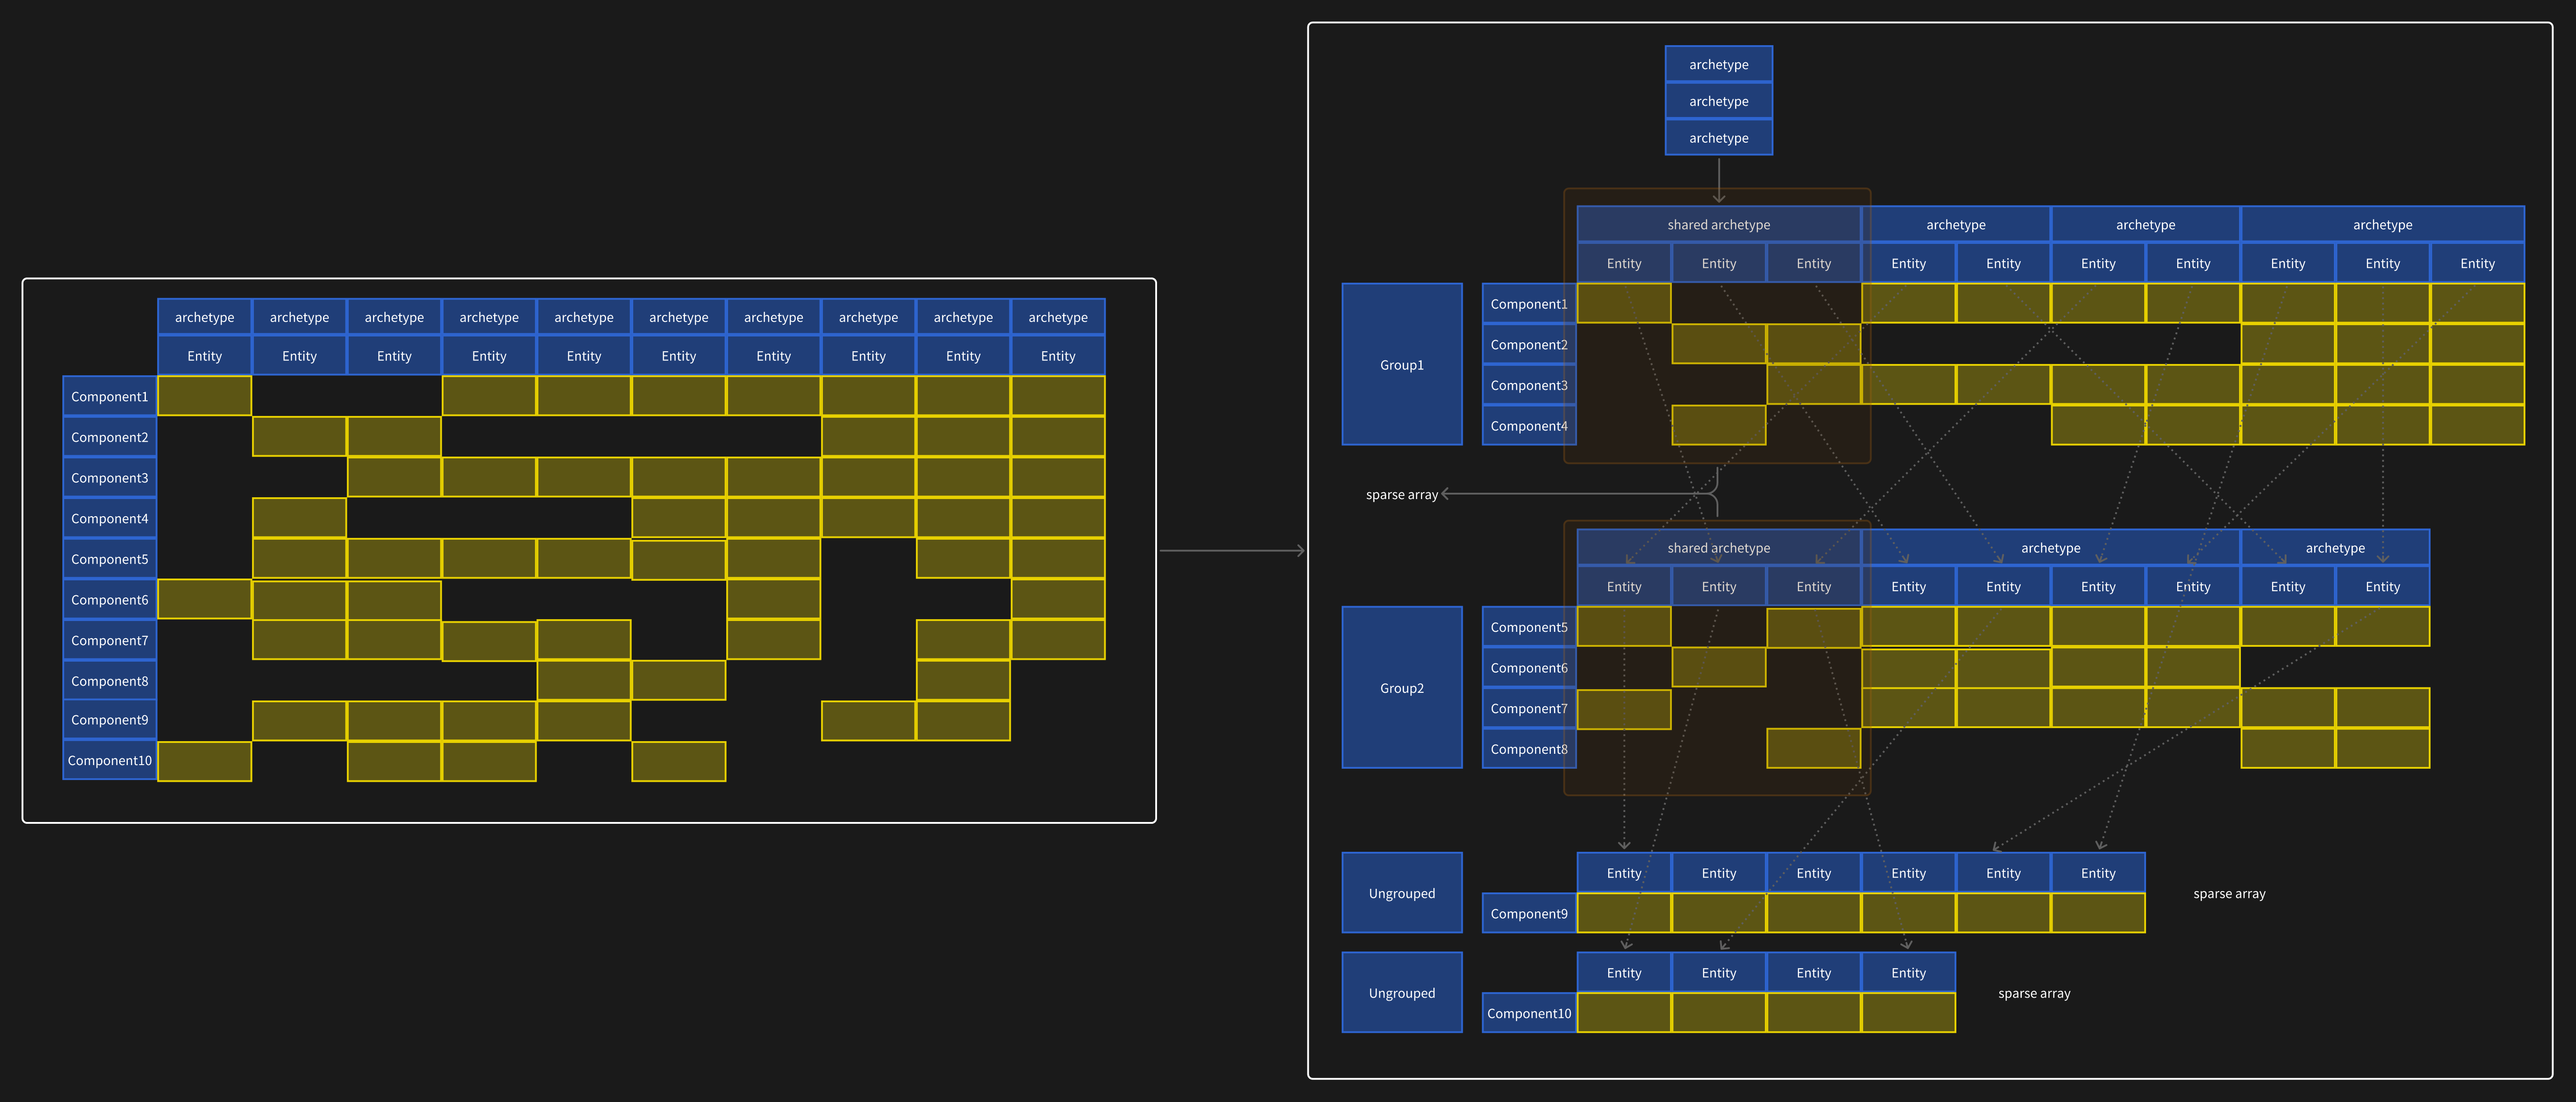 archetype archetype archetype archetype archetype archetype archetype archetype archetype archetype
Entity Entity Entity Entity Entity Entity Entity Entity Entity Entity
Component1
Component2
Component3
Component4
Component5
Component6
Component7
Component8
Component9
Component10
archetype
archetype
archetype
shared archetype archetype archetype archetype
Entity Entity Entity Entity Entity Entity Entity Entity Entity Entity
Group1
Component1
Component2
Component3
Component4
sparse array
shared archetype archetype archetype
Entity Entity Entity Entity Entity Entity Entity Entity Entity
Group2
Component5
Component6
Component7
Component8
Entity Entity Entity Entity Entity Entity
Ungrouped
sparse array
Component9
Entity Entity Entity Entity
Ungrouped
sparse array
Component10